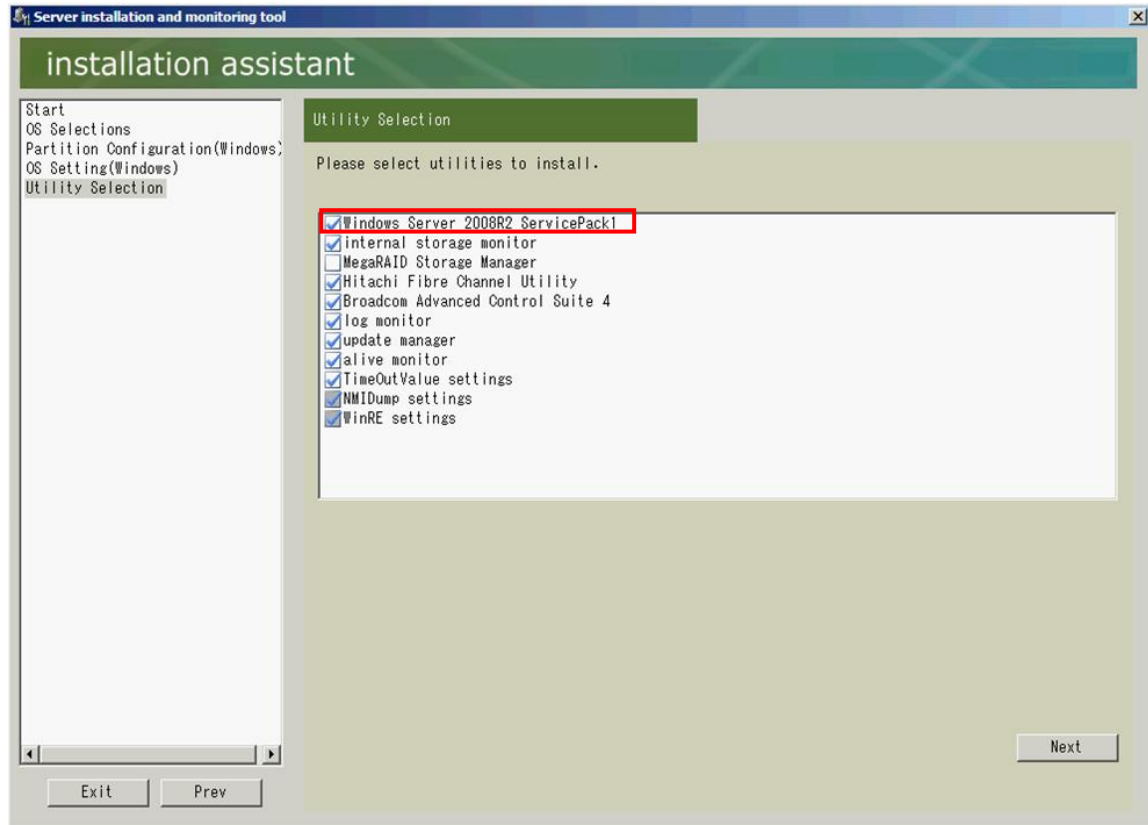 Server installation and monitoring tool
installation assistant
Start
OS Selections
Partition Configuration(Windows)
OS Setting(Windows)
Utility Selection
Utility Selection
Please select utilities to install.
Windows Server 2008R2 ServicePack1
internal storage monitor
MegaRAID Storage Manager
Hitachi Fibre Channel Utility
Broadcom Advanced Control Suite 4
log monitor
update manager
alive monitor
TimeOutValue settings
NMIDump settings
WinRE settings
Next
Exit
Prev